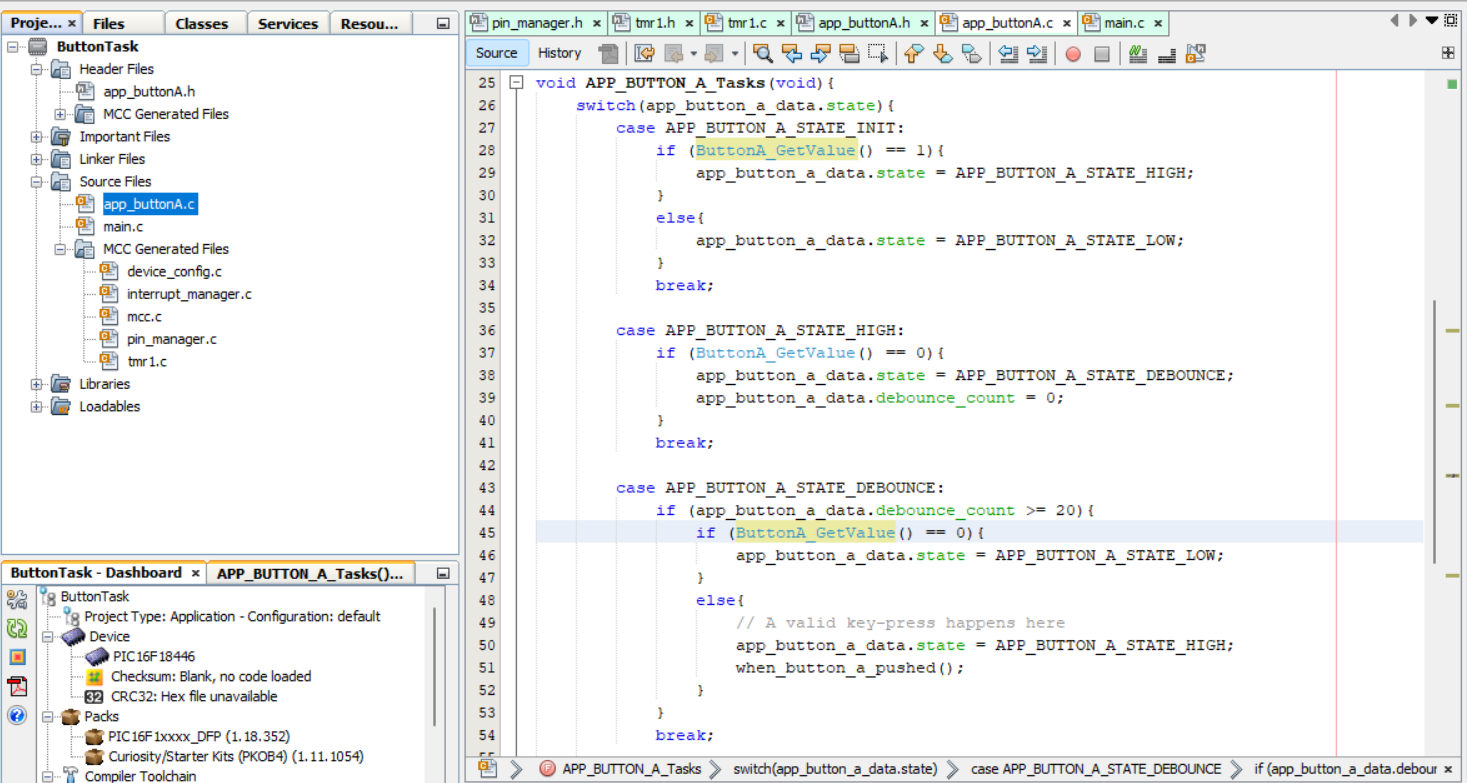 Proje... × Files Classes Services Resou...
ButtonTask
Header Files
app_buttonA.h
MCC Generated Files
Important Files
Linker Files
Source Files
app_buttonA.c
main.c
MCC Generated Files
device_config.c
interrupt_manager.c
mcc.c
pin_manager.c
tmr1.c
Libraries
Loadables
ButtonTask - Dashboard × APP_BUTTON_A_Tasks()...
ButtonTask
Project Type: Application - Configuration: default
Device
PIC16F18446
Checksum: Blank, no code loaded
32 CRC32: Hex file unavailable
Packs
PIC16F1xxxx_DFP (1.18.352)
Curiosity/Starter Kits (PKOB4) (1.11.1054)
Compiler Toolchain
pin_manager.h × tmr1.h × tmr1.c × app_buttonA.h × app_buttonA.c × main.c ×
Source History
25 void APP_BUTTON_A_Tasks(void){
26 switch(app_button_a_data.state){
27 case APP_BUTTON_A_STATE_INIT:
28 if (ButtonA_GetValue() == 1){
29 app_button_a_data.state = APP_BUTTON_A_STATE_HIGH;
30 }
31 else{
32 app_button_a_data.state = APP_BUTTON_A_STATE_LOW;
33 }
34 break;
35
36 case APP_BUTTON_A_STATE_HIGH:
37 if (ButtonA_GetValue() == 0){
38 app_button_a_data.state = APP_BUTTON_A_STATE_DEBOUNCE;
39 app_button_a_data.debounce_count = 0;
40 }
41 break;
42
43 case APP_BUTTON_A_STATE_DEBOUNCE:
44 if (app_button_a_data.debounce_count >= 20){
45 if (ButtonA_GetValue() == 0){
46 app_button_a_data.state = APP_BUTTON_A_STATE_LOW;
47 }
48 else{
49 // A valid key-press happens here
50 app_button_a_data.state = APP_BUTTON_A_STATE_HIGH;
51 when_button_a_pushed();
52 }
53 }
54 break;
APP_BUTTON_A_Tasks switch(app_button_a_data.state) case APP_BUTTON_A_STATE_DEBOUNCE if (app_button_a_data.debour ×